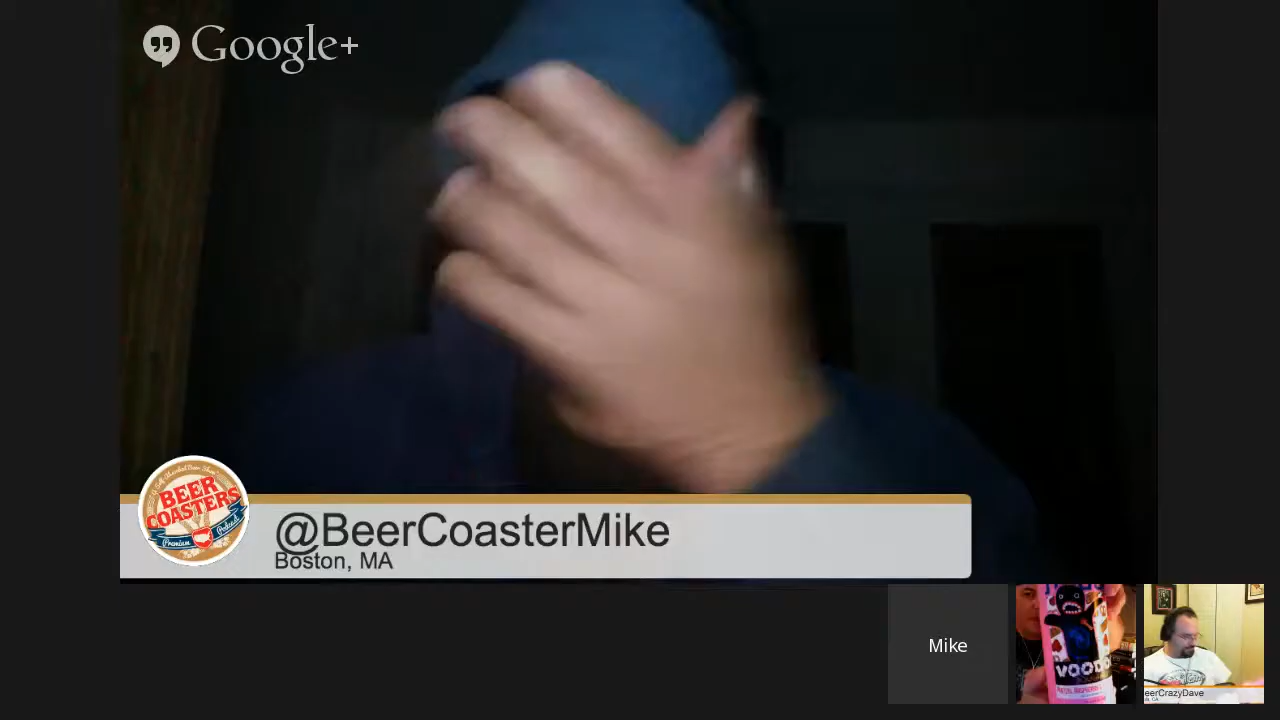 Google+
BEER
COASTERS
Premium Podcast
@BeerCoasterMike
Boston, MA
Mike
VOODO
eerCrazyDave